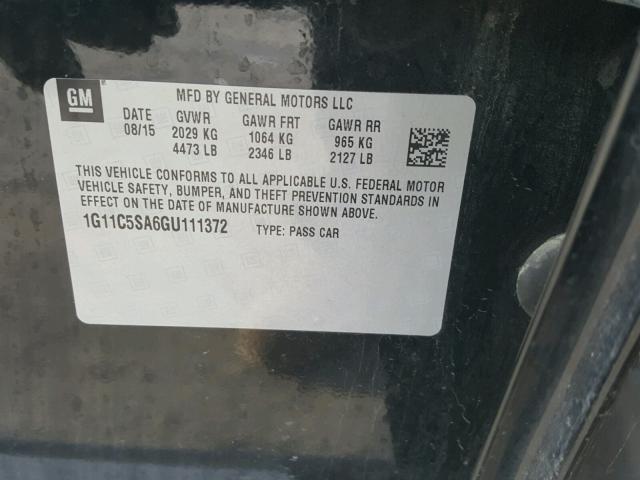 GM
MFD BY GENERAL MOTORS LLC
DATE GVWR GAWR FRT GAWR RR
08/15 2029 KG 1064 KG 965 KG
4473 LB 2346 LB 2127 LB
THIS VEHICLE CONFORMS TO ALL APPLICABLE U.S. FEDERAL MOTOR
VEHICLE SAFETY, BUMPER, AND THEFT PREVENTION STANDARDS IN
EFFECT ON THE DATE OF MANUFACTURE SHOWN ABOVE.
1G11C5SA6GU111372 TYPE: PASS CAR